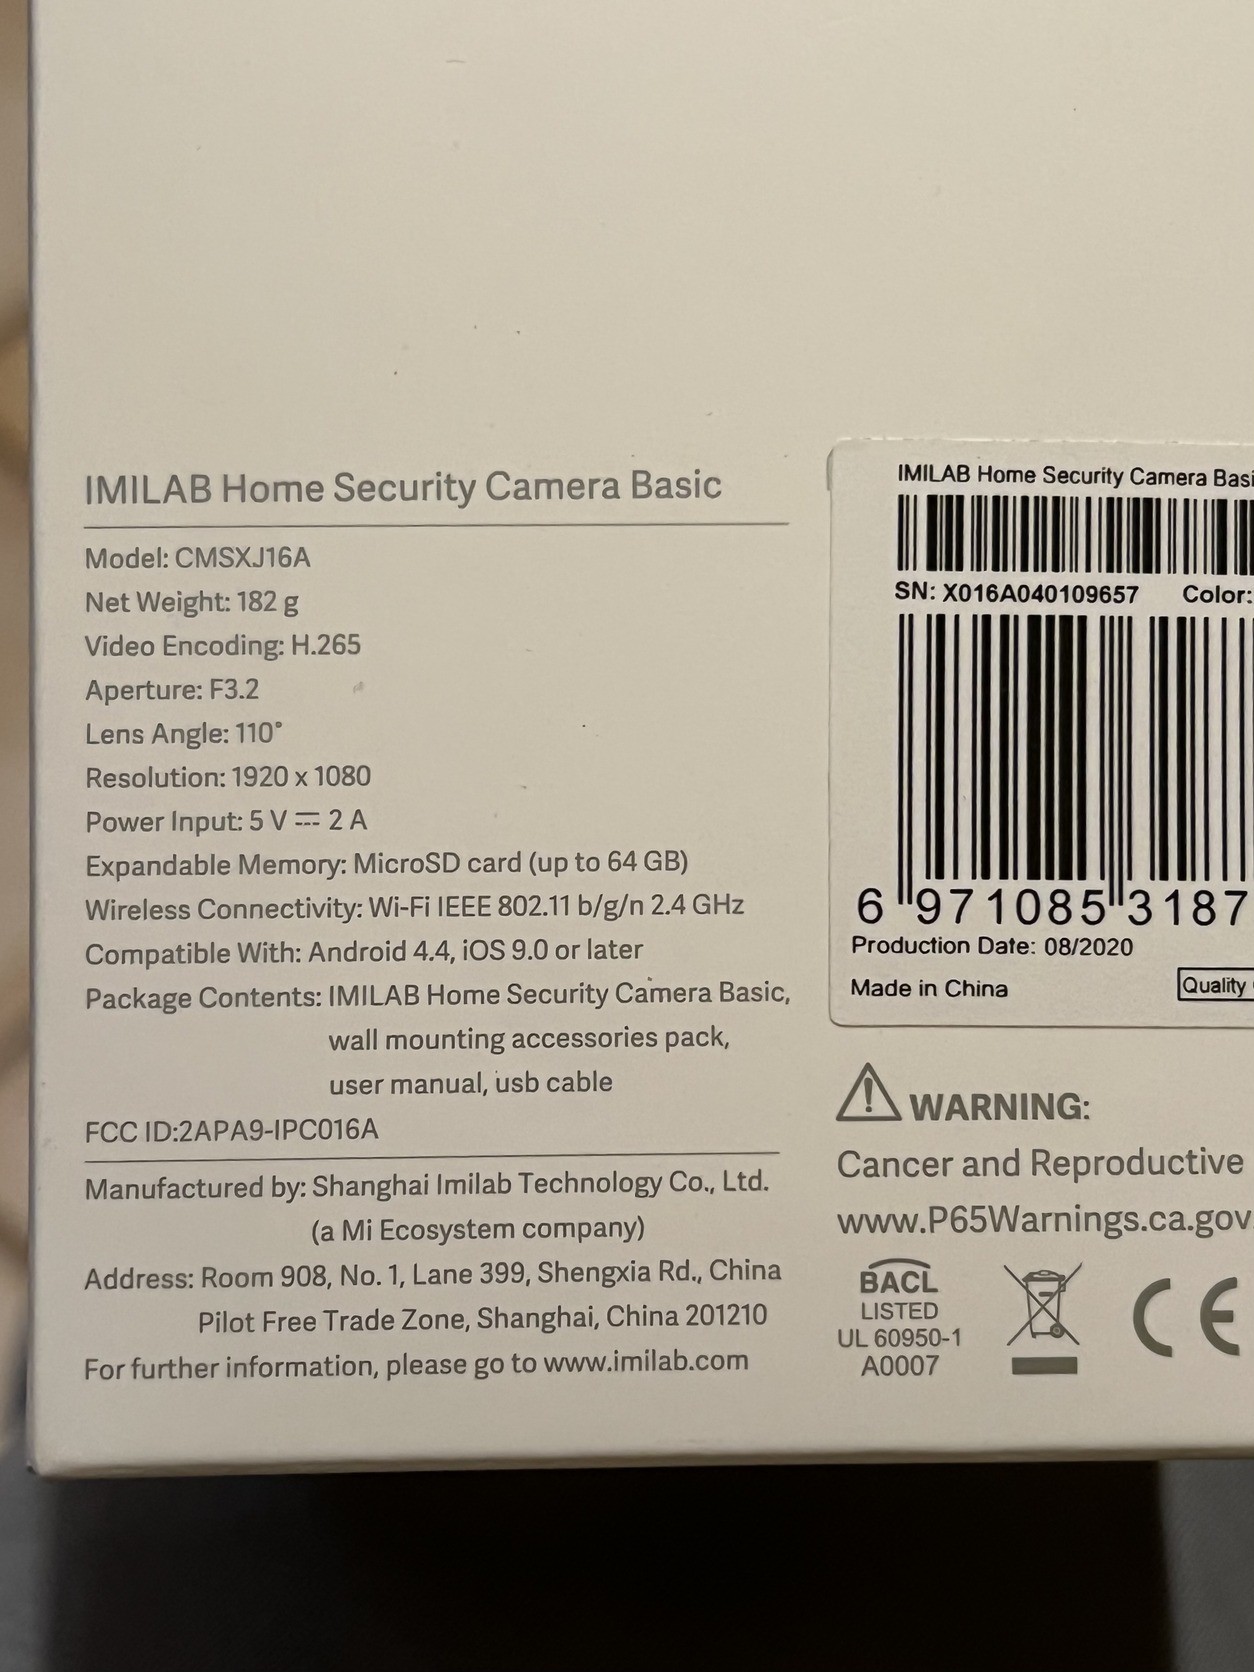 IMILAB Home Security Camera Basic
Model: CMSXJ16A
Net Weight: 182 g
Video Encoding: H.265
Aperture: F3.2
Lens Angle: 110°
Resolution: 1920 x 1080
Power Input: 5 V ⎓ 2 A
Expandable Memory: MicroSD card (up to 64 GB)
Wireless Connectivity: Wi-Fi IEEE 802.11 b/g/n 2.4 GHz
Compatible With: Android 4.4, iOS 9.0 or later
Package Contents: IMILAB Home Security Camera Basic,
wall mounting accessories pack,
user manual, usb cable
FCC ID:2APA9-IPC016A
Manufactured by: Shanghai Imilab Technology Co., Ltd.
(a Mi Ecosystem company)
Address: Room 908, No. 1, Lane 399, Shengxia Rd., China
Pilot Free Trade Zone, Shanghai, China 201210
For further information, please go to www.imilab.com
IMILAB Home Security Camera Basi
SN: X016A040109657 Color:
6 971085 3187
Production Date: 08/2020
Made in China
Quality
⚠ WARNING:
Cancer and Reproductive
www.P65Warnings.ca.gov
BACL
LISTED
UL 60950-1
A0007
CE